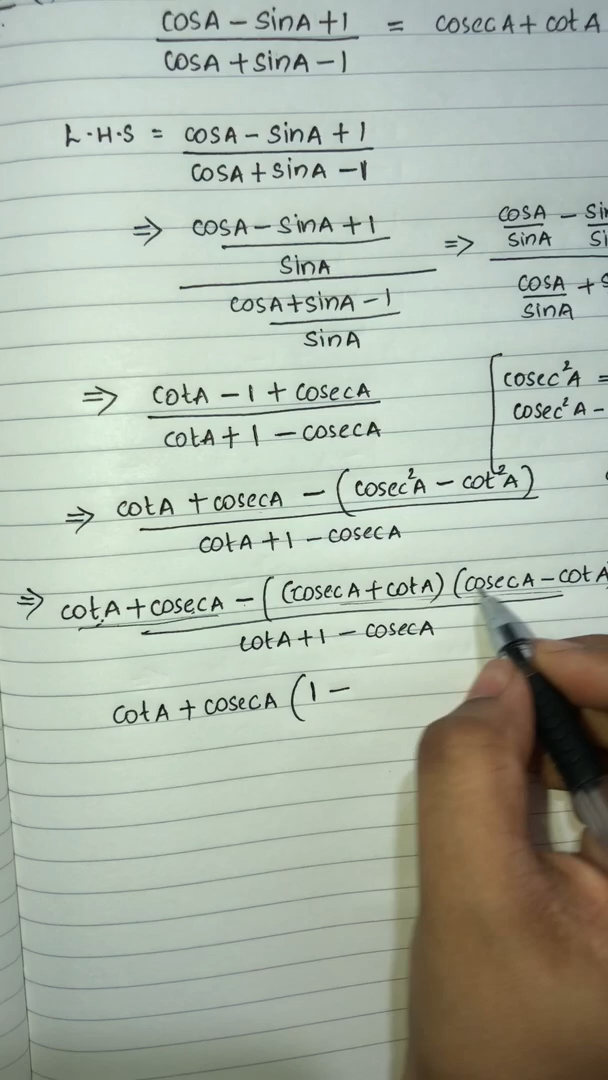 cosA - sinA + 1 / cosA + sinA - 1 = cosecA + cotA
L.H.S = cosA - sinA + 1 / cosA + sinA - 1
⇒ (cosA - sinA + 1 / sinA) / (cosA + sinA - 1 / sinA) ⇒ (cosA / sinA - / (cosA / sinA +
⇒ cotA - 1 + cosecA / cotA + 1 - cosecA
cosec²A =
cosec²A -
⇒ cotA + cosecA - (cosec²A - cot²A) / cotA + 1 - cosecA
⇒ cotA + cosecA - ((cosecA + cotA) (cosecA - cotA / cotA + 1 - cosecA
cotA + cosecA (1 -